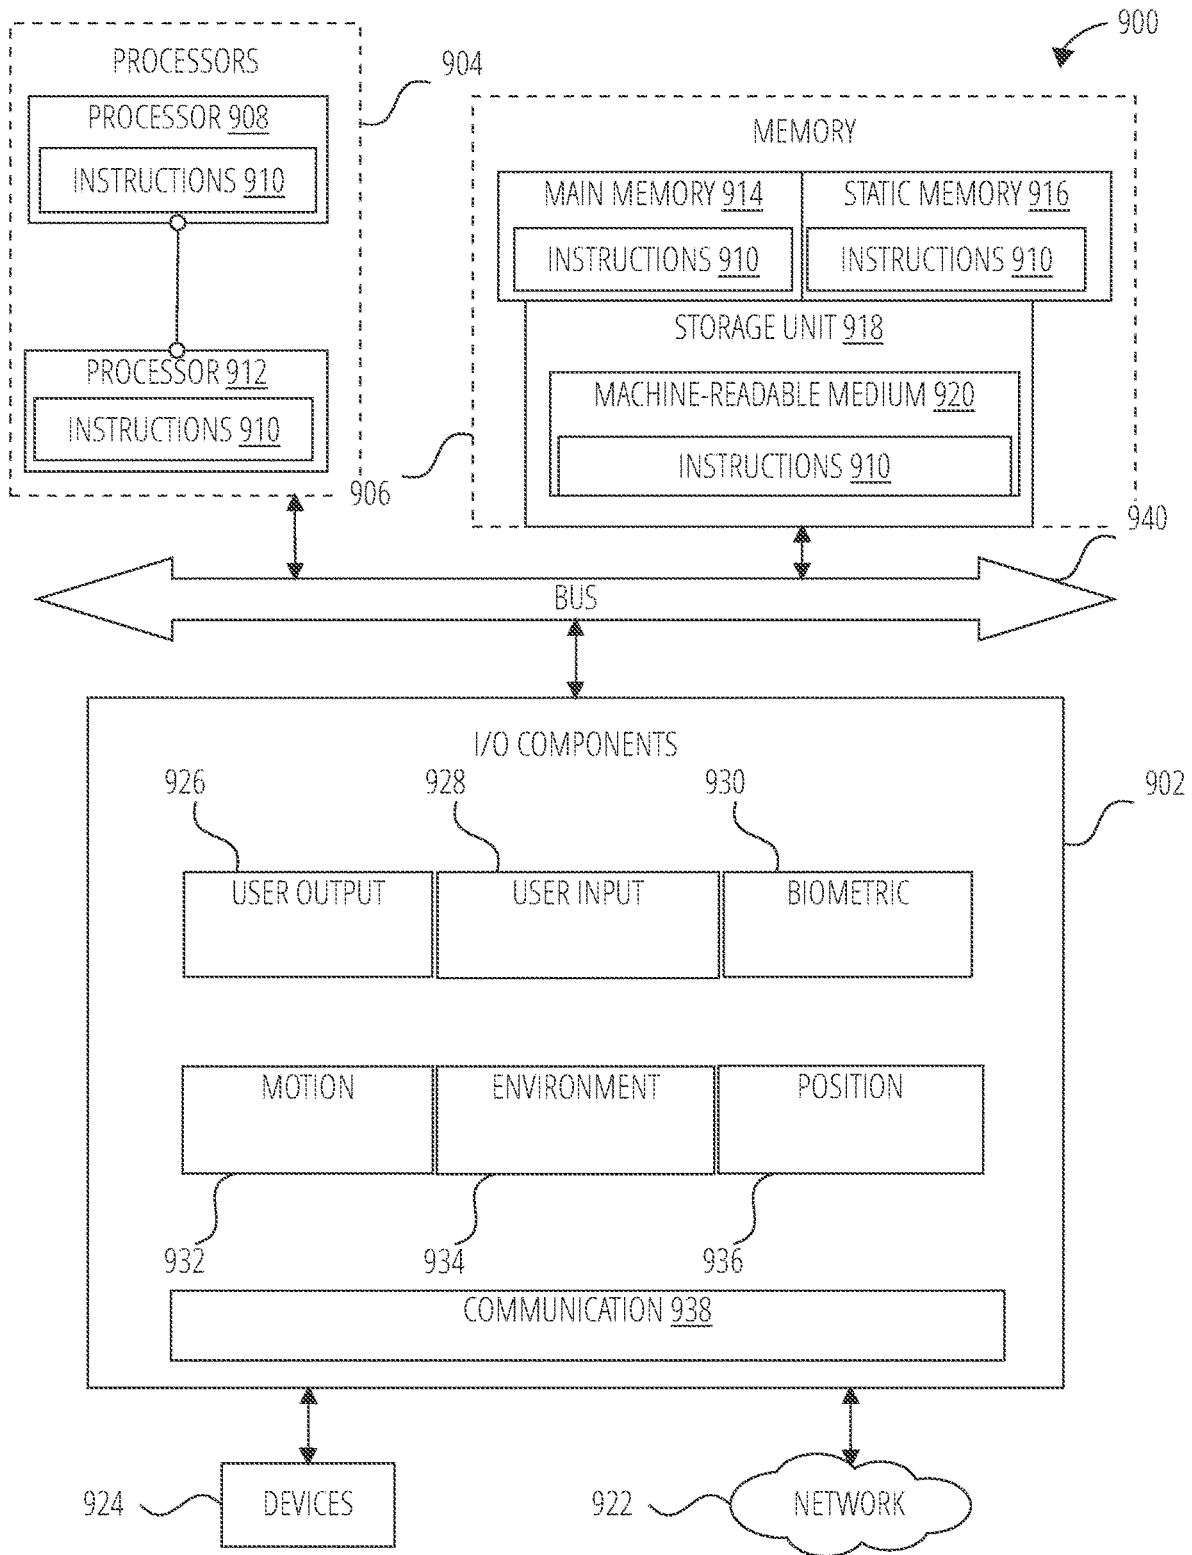 900
PROCESSORS
904
PROCESSOR 908
INSTRUCTIONS 910
PROCESSOR 912
INSTRUCTIONS 910
MEMORY
MAIN MEMORY 914
STATIC MEMORY 916
INSTRUCTIONS 910
INSTRUCTIONS 910
STORAGE UNIT 918
MACHINE-READABLE MEDIUM 920
INSTRUCTIONS 910
906
940
BUS
I/O COMPONENTS
902
926
928
930
USER OUTPUT
USER INPUT
BIOMETRIC
MOTION
ENVIRONMENT
POSITION
932
934
936
COMMUNICATION 938
924
DEVICES
922
NETWORK